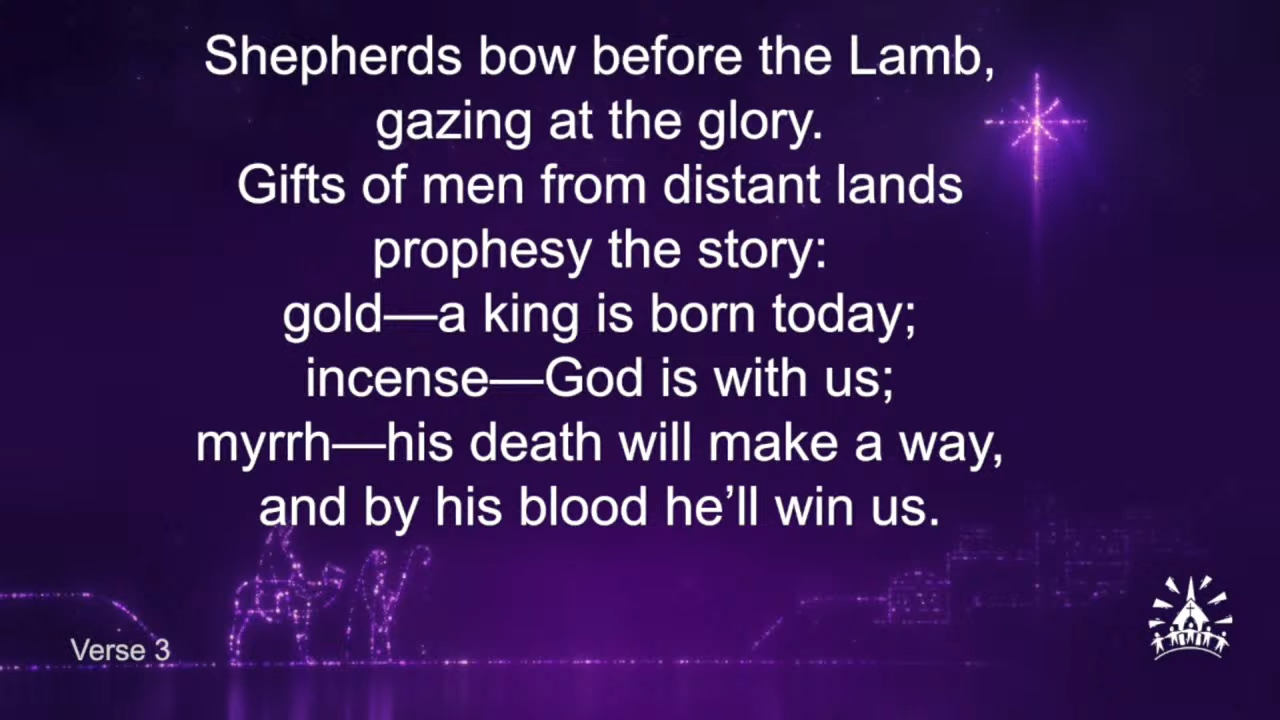 Shepherds bow before the Lamb,
gazing at the glory.
Gifts of men from distant lands
prophesy the story:
gold—a king is born today;
incense—God is with us;
myrrh—his death will make a way,
and by his blood he’ll win us.
Verse 3